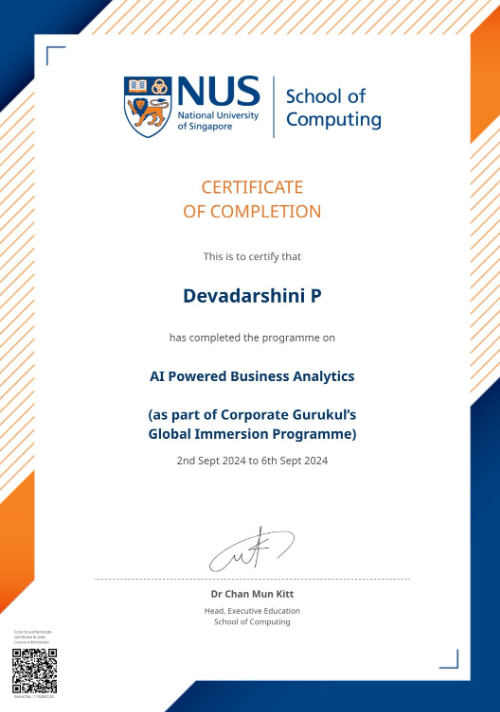 NUS
National University
of Singapore
School of
Computing
CERTIFICATE
OF COMPLETION
This is to certify that
Devadarshini P
has completed the programme on
AI Powered Business Analytics
(as part of Corporate Gurukul's
Global Immersion Programme)
2nd Sept 2024 to 6th Sept 2024
Dr Chan Mun Kitt
Head, Executive Education
School of Computing
Scan to authenticate
certificate & view
course information
Serial No.: